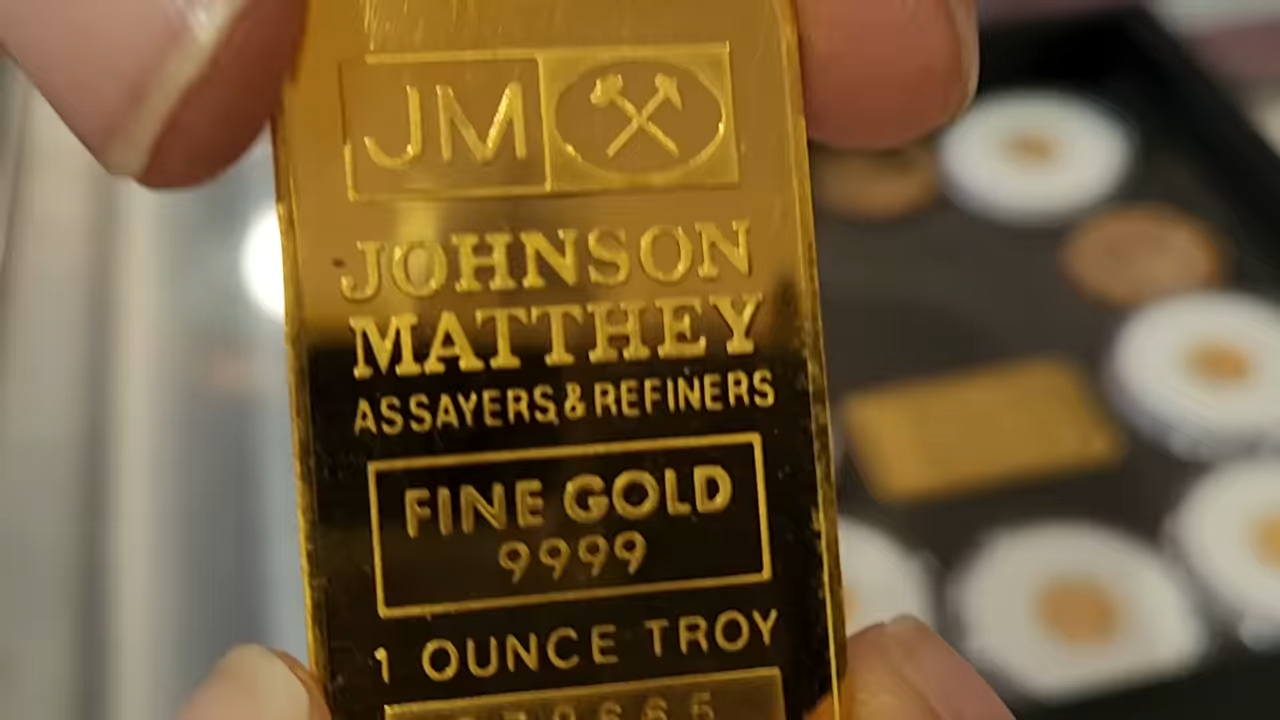 JM
JOHNSON
MATTHEY
ASSAYERS & REFINERS
FINE GOLD
9999
1 OUNCE TROY